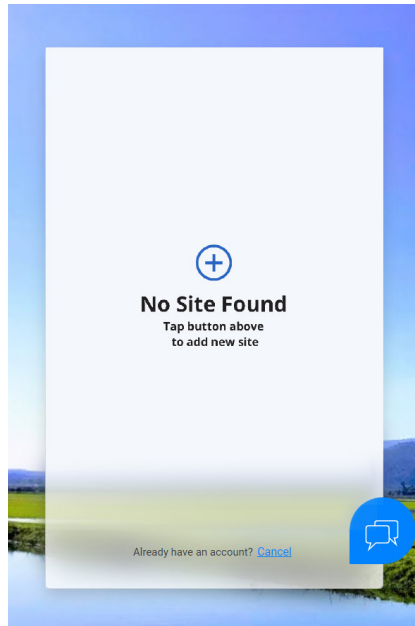 No Site Found
Tap button above
to add new site
Already have an account? Cancel